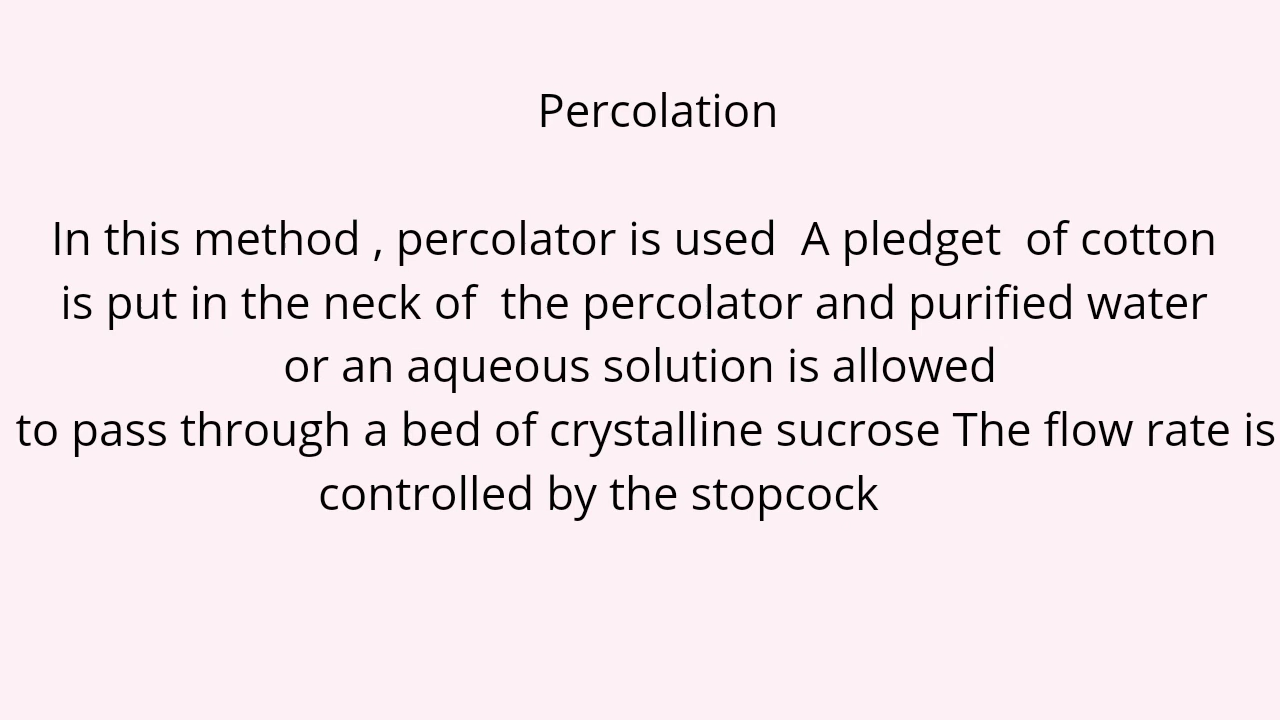 Percolation
In this method , percolator is used  A pledget  of cotton
is put in the neck of  the percolator and purified water
or an aqueous solution is allowed
to pass through a bed of crystalline sucrose The flow rate is
controlled by the stopcock